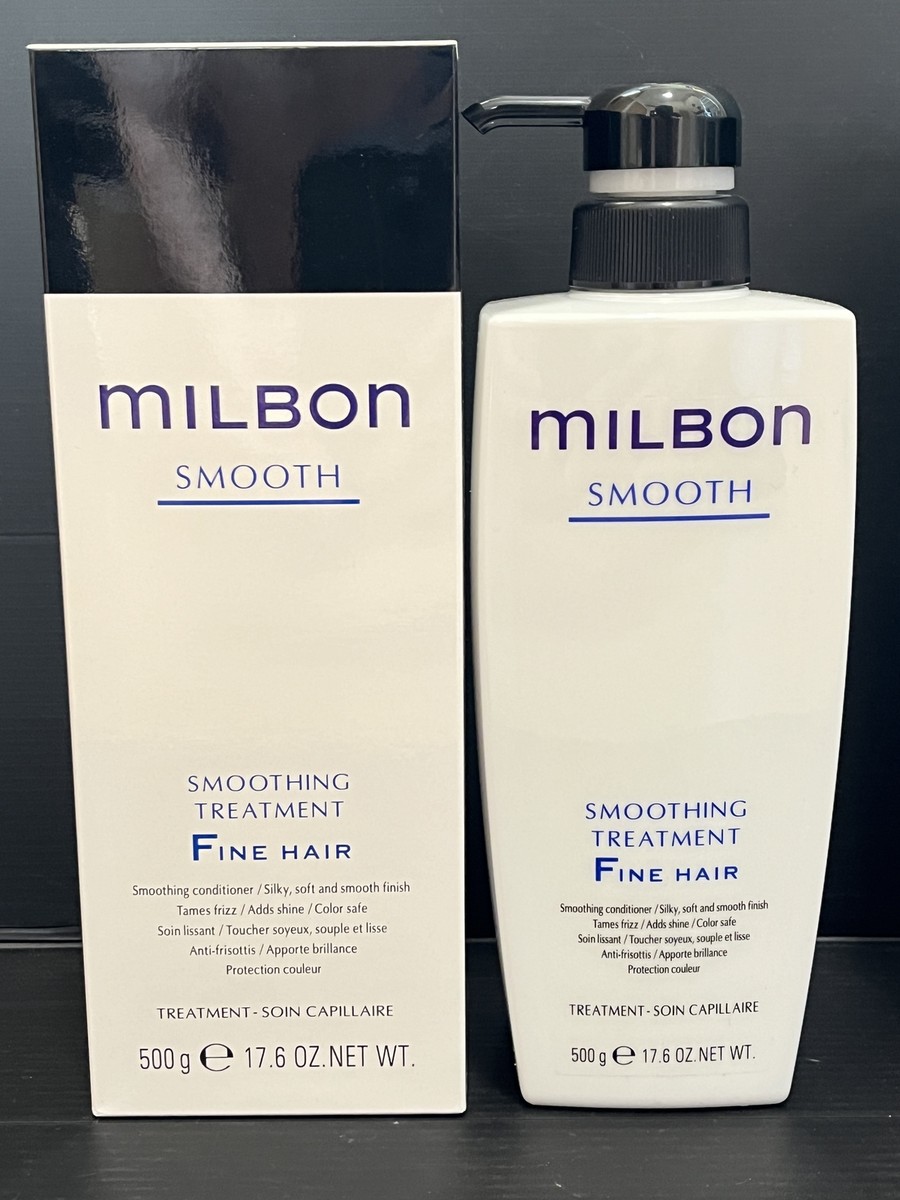 mILBon
SMOOTH
SMOOTHING
TREATMENT
FINE HAIR
Smoothing conditioner / Silky, soft and smooth finish
Tames frizz / Adds shine / Color safe
Soin lissant / Toucher soyeux, souple et lisse
Anti-frisottis / Apporte brillance
Protection couleur
TREATMENT - SOIN CAPILLAIRE
500 g ℮ 17.6 OZ. NET WT.
mILBon
SMOOTH
SMOOTHING
TREATMENT
FINE HAIR
Smoothing conditioner / Silky, soft and smooth finish
Tames frizz / Adds shine / Color safe
Soin lissant / Toucher soyeux, souple et lisse
Anti-frisottis / Apporte brillance
Protection couleur
TREATMENT - SOIN CAPILLAIRE
500 g ℮ 17.6 OZ. NET WT.